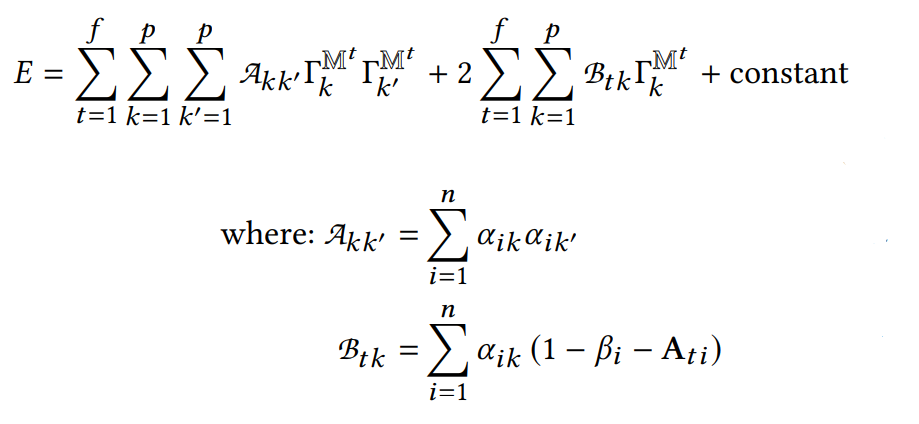 E = \sum_{t=1}^{f} \sum_{k=1}^{p} \sum_{k'=1}^{p} \mathcal{A}_{kk'} \Gamma_{k}^{\mathbb{M}^t} \Gamma_{k'}^{\mathbb{M}^t} + 2 \sum_{t=1}^{f} \sum_{k=1}^{p} \mathcal{B}_{tk} \Gamma_{k}^{\mathbb{M}^t} + constant
where: \mathcal{A}_{kk'} = \sum_{i=1}^{n} \alpha_{ik} \alpha_{ik'}
\mathcal{B}_{tk} = \sum_{i=1}^{n} \alpha_{ik} (1 - \beta_i - \mathbf{A}_{ti})